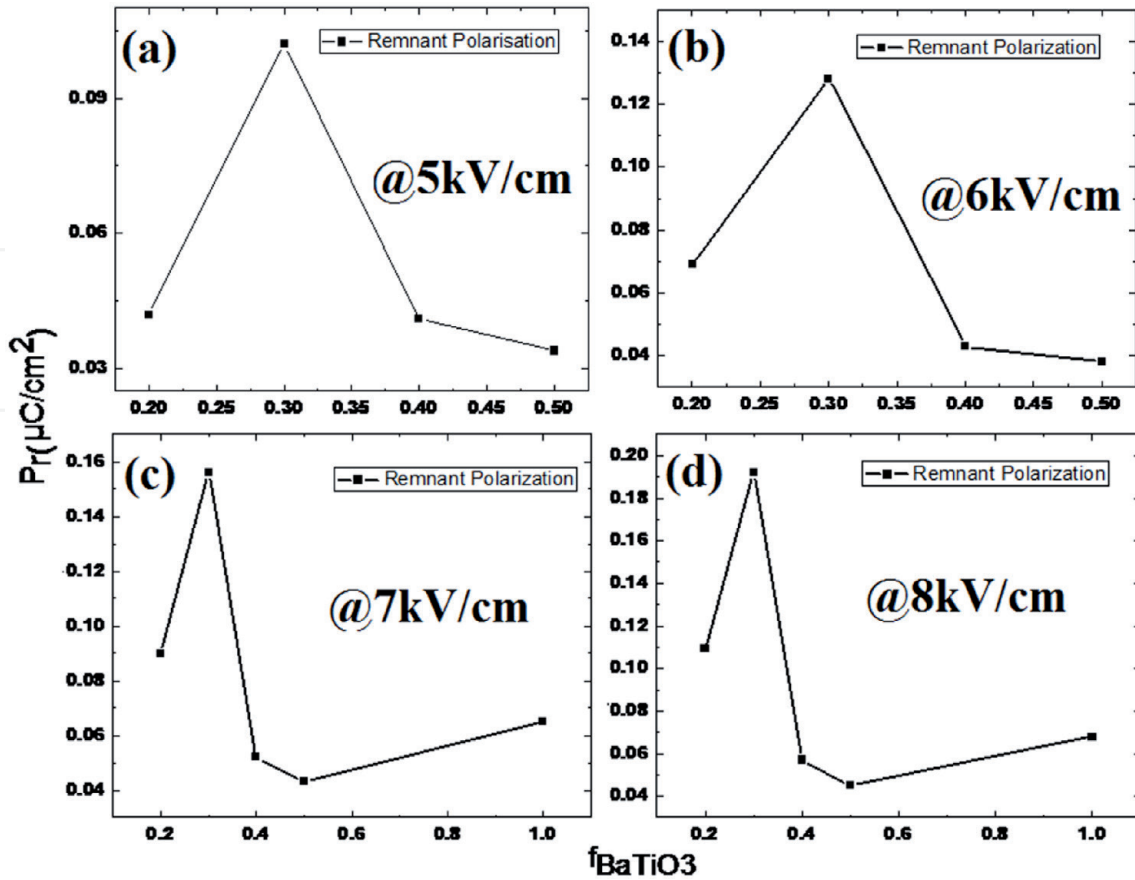 (a)
Remnant Polarisation
@5kV/cm
0.09
0.06
0.03
0.20 0.25 0.30 0.35 0.40 0.45 0.50
(b)
Remnant Polarization
@6kV/cm
0.14
0.12
0.10
0.08
0.06
0.04
0.20 0.25 0.30 0.35 0.40 0.45 0.50
Pr(µC/cm²)
(c)
Remnant Polarization
@7kV/cm
0.16
0.14
0.12
0.10
0.08
0.06
0.04
0.2 0.4 0.6 0.8 1.0
(d)
Remnant Polarization
@8kV/cm
0.20
0.18
0.16
0.14
0.12
0.10
0.08
0.06
0.04
0.2 0.4 0.6 0.8 1.0
fBaTiO3